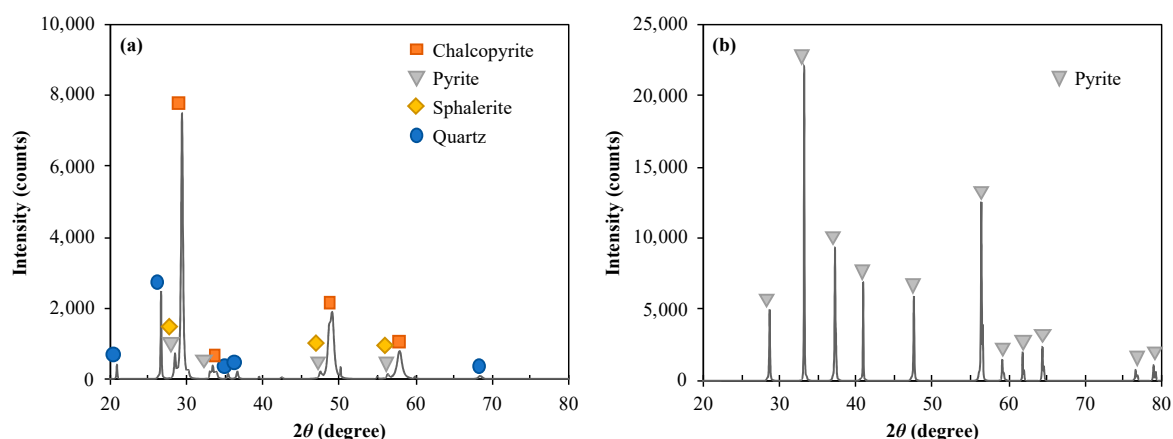 (a)
Chalcopyrite
Pyrite
Sphalerite
Quartz
10,000
8,000
6,000
4,000
2,000
0
20 30 40 50 60 70 80
Intensity (counts)
2θ (degree)
(b)
Pyrite
25,000
20,000
15,000
10,000
5,000
0
20 30 40 50 60 70 80
Intensity (counts)
2θ (degree)